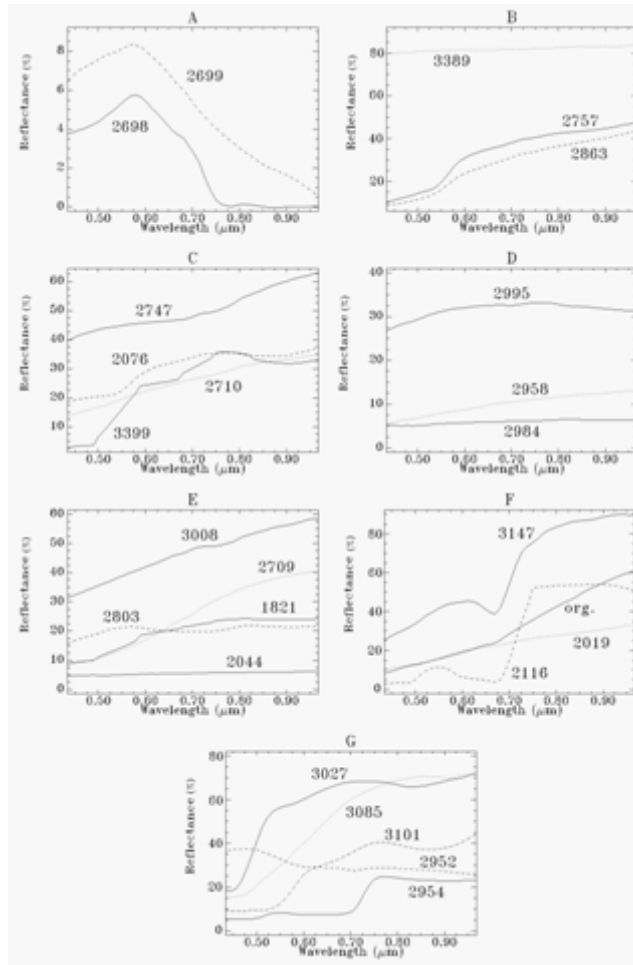 A
Reflectance (%)
8
6
4
2
0
2699
2698
0.50 0.60 0.70 0.80 0.90
Wavelength (μm)
B
Reflectance (%)
80
60
40
20
3389
2757
2863
0.50 0.60 0.70 0.80 0.90
Wavelength (μm)
C
Reflectance (%)
60
50
40
30
20
10
0
2747
2076
2710
3399
0.50 0.60 0.70 0.80 0.90
Wavelength (μm)
D
Reflectance (%)
40
30
20
10
0
2995
2958
2984
0.50 0.60 0.70 0.80 0.90
Wavelength (μm)
E
Reflectance (%)
60
50
40
30
20
10
0
3008
2709
2803
1821
2044
0.50 0.60 0.70 0.80 0.90
Wavelength (μm)
F
Reflectance (%)
80
60
40
20
0
3147
org.
2019
2116
0.50 0.60 0.70 0.80 0.90
Wavelength (μm)
G
Reflectance (%)
80
60
40
20
0
3027
3085
3101
2952
2954
0.50 0.60 0.70 0.80 0.90
Wavelength (μm)